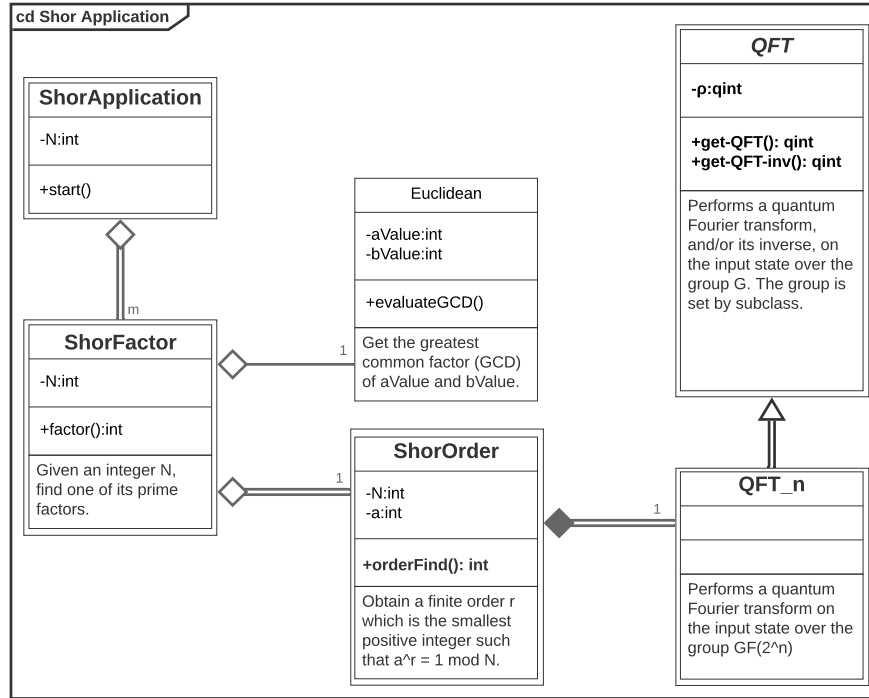 cd Shor Application
ShorApplication
-N:int
+start()
m
ShorFactor
-N:int
+factor():int
Given an integer N,
find one of its prime
factors.
1
Euclidean
-aValue:int
-bValue:int
+evaluateGCD()
Get the greatest
common factor (GCD)
of aValue and bValue.
1
ShorOrder
-N:int
-a:int
+orderFind(): int
Obtain a finite order r
which is the smallest
positive integer such
that a^r = 1 mod N.
1
QFT
-ρ:qint
+get-QFT(): qint
+get-QFT-inv(): qint
Performs a quantum
Fourier transform,
and/or its inverse, on
the input state over the
group G. The group is
set by subclass.
QFT_n
Performs a quantum
Fourier transform on
the input state over the
group GF(2^n)